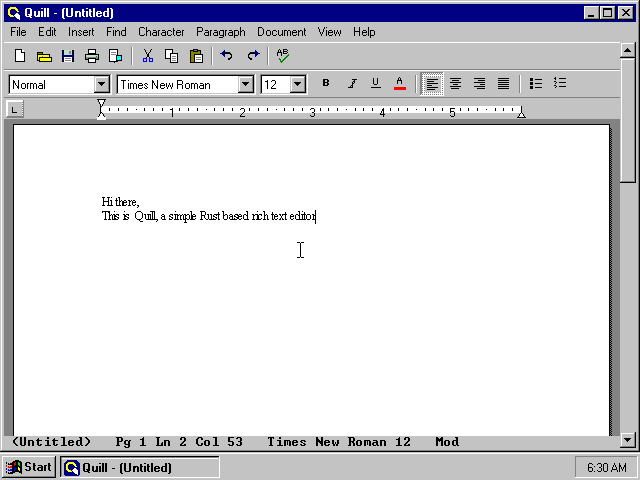 Quill - (Untitled)
File Edit Insert Find Character Paragraph Document View Help
ABC
Normal Times New Roman 12 B I U A
L 1 2 3 4 5
Hi there,
This is  Quill, a simple Rust based rich text editor
(Untitled) Pg 1 Ln 2 Col 53 Times New Roman 12 Mod
Start Quill - (Untitled) 6:30 AM